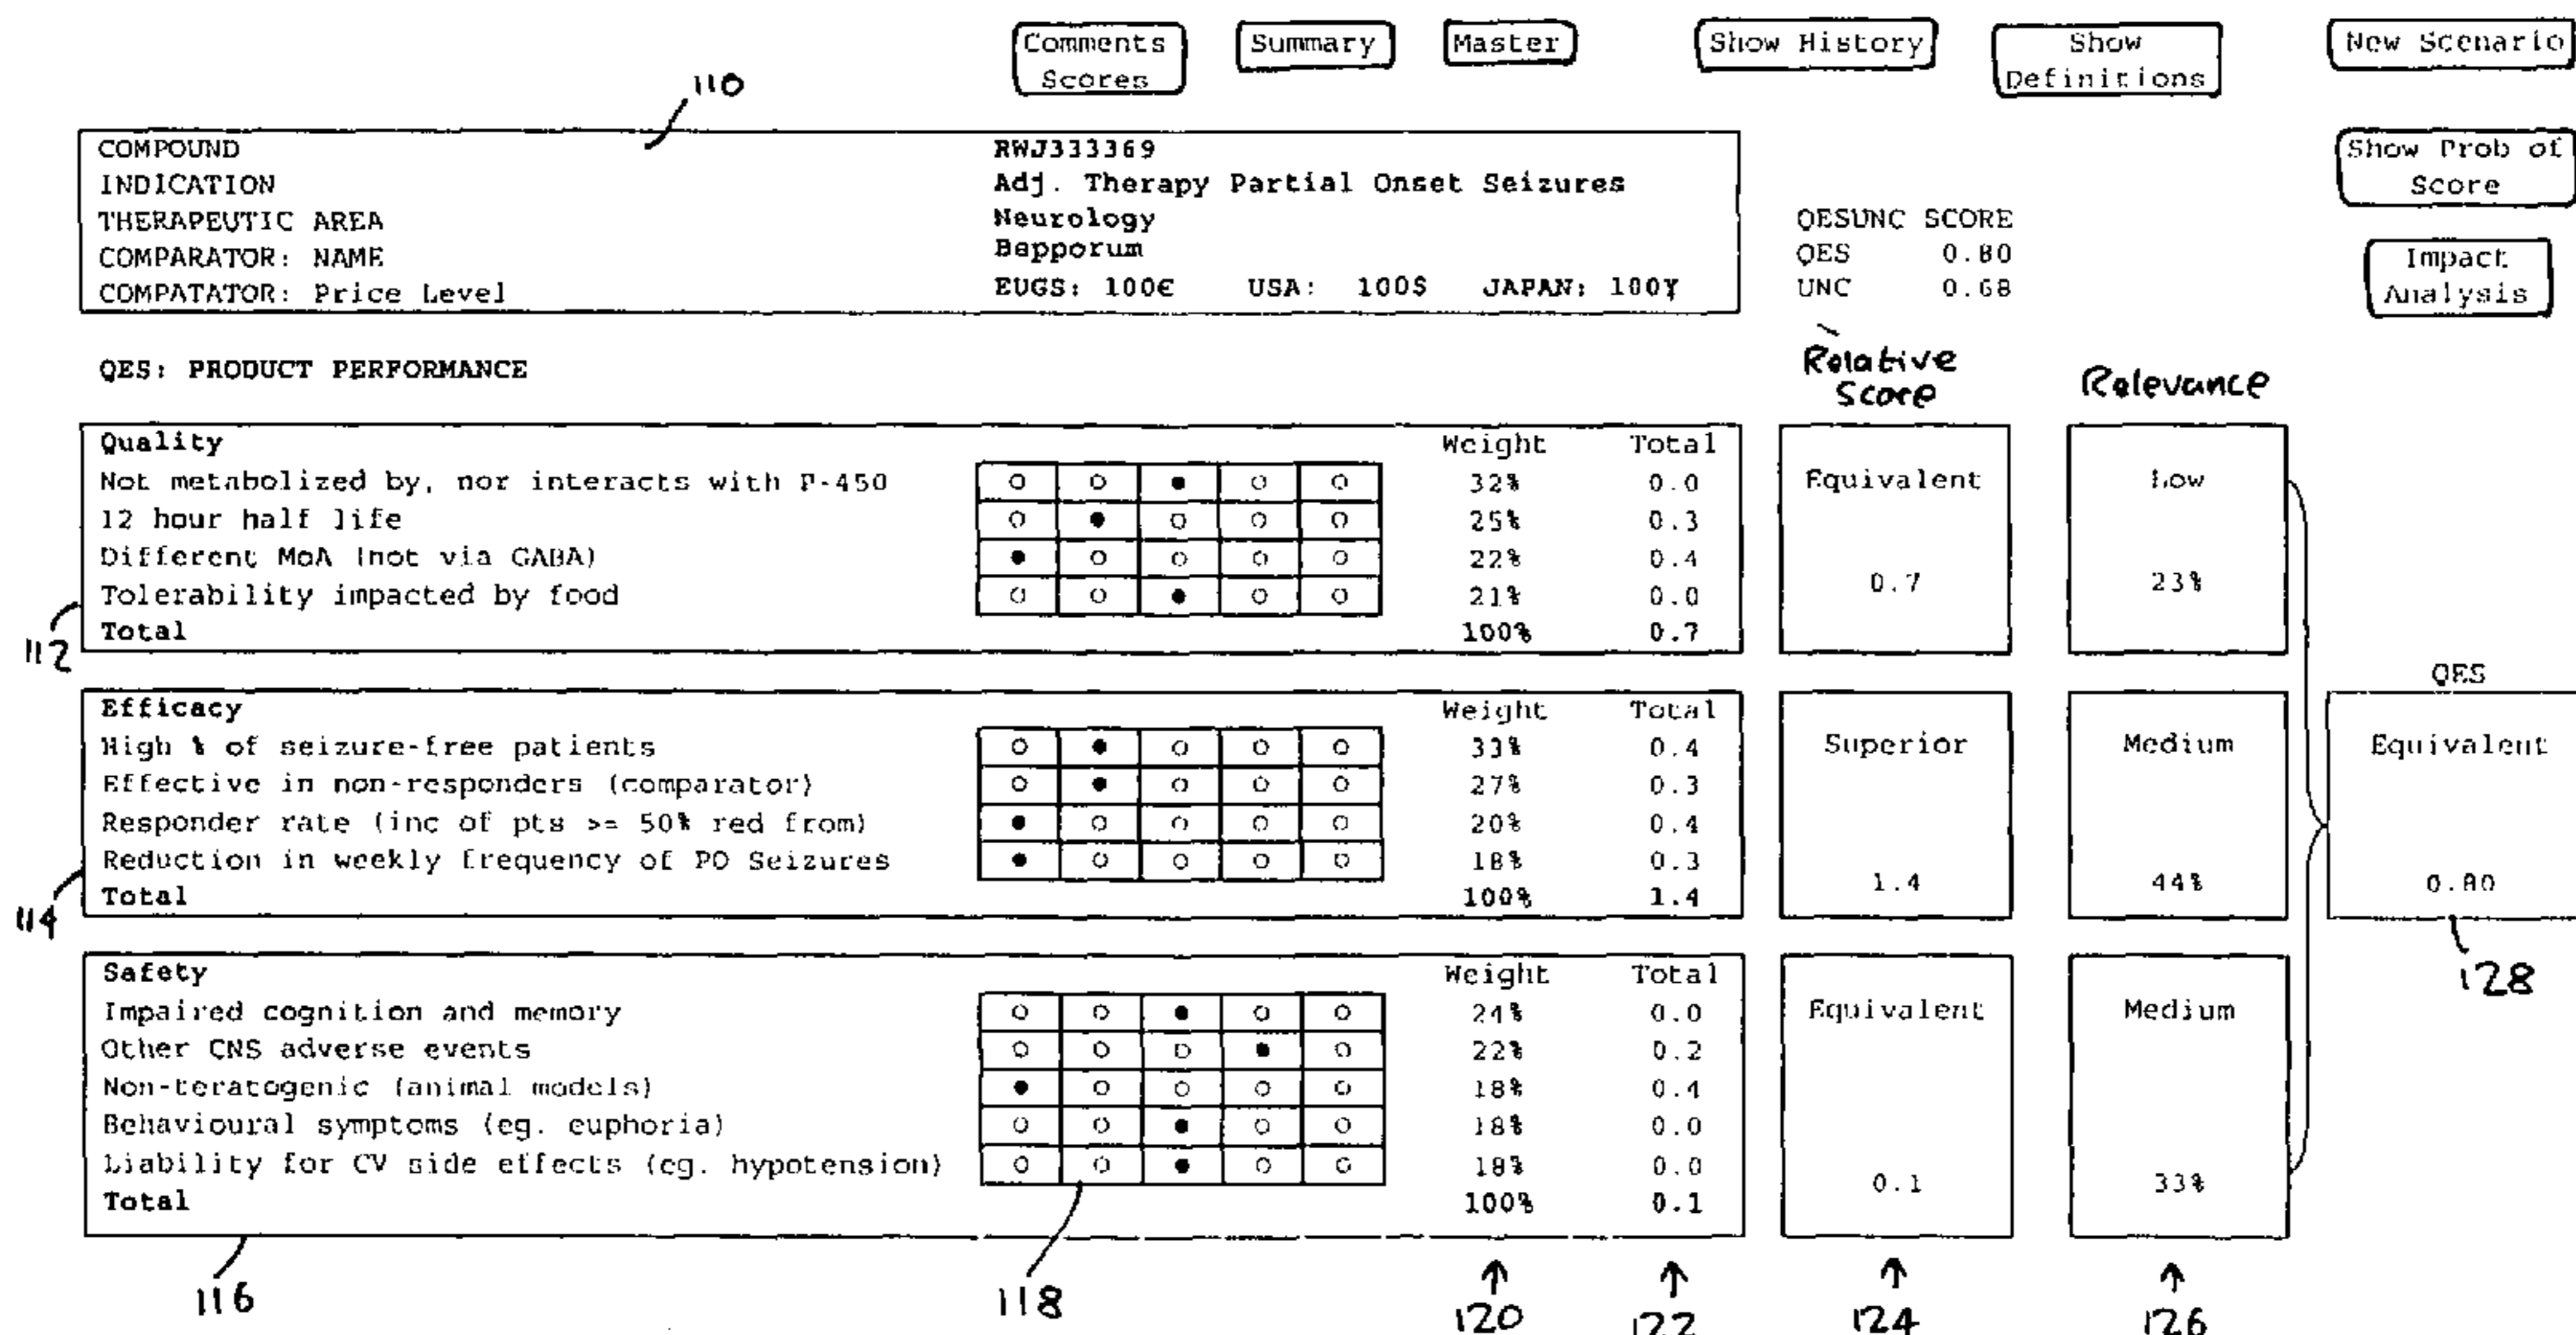 Comments Scores
Summary
Master
Show History
Show Definitions
New Scenario
110
COMPOUND RWJ333369
INDICATION Adj. Therapy Partial Onset Seizures
THERAPEUTIC AREA Neurology
COMPARATOR: NAME Bapporum
COMPATATOR: Price Level EUGS: 100€ USA: 100$ JAPAN: 100¥
QESUNC SCORE
QES 0.80
UNC 0.68
Show Prob of Score
Impact Analysis
QES: PRODUCT PERFORMANCE
Relative Score
Relevance
Quality Weight Total
Not metabolized by, nor interacts with P-450 32% 0.0
12 hour half life 25% 0.3
Different MoA (not via GABA) 22% 0.4
Tolerability impacted by food 21% 0.0
Total 100% 0.7
Equivalent
0.7
Low
23%
112
QES
Efficacy Weight Total
High % of seizure-free patients 33% 0.4
Effective in non-responders (comparator) 27% 0.3
Responder rate (inc of pts >= 50% red from) 20% 0.4
Reduction in weekly frequency of PO Seizures 18% 0.3
Total 100% 1.4
Superior
1.4
Medium
44%
Equivalent
0.80
114
128
Safety Weight Total
Impaired cognition and memory 24% 0.0
Other CNS adverse events 22% 0.2
Non-teratogenic (animal models) 18% 0.4
Behavioural symptoms (eg. euphoria) 18% 0.0
Liability for CV side effects (eg. hypotension) 18% 0.0
Total 100% 0.1
Equivalent
0.1
Medium
33%
116
118
120
122
124
126